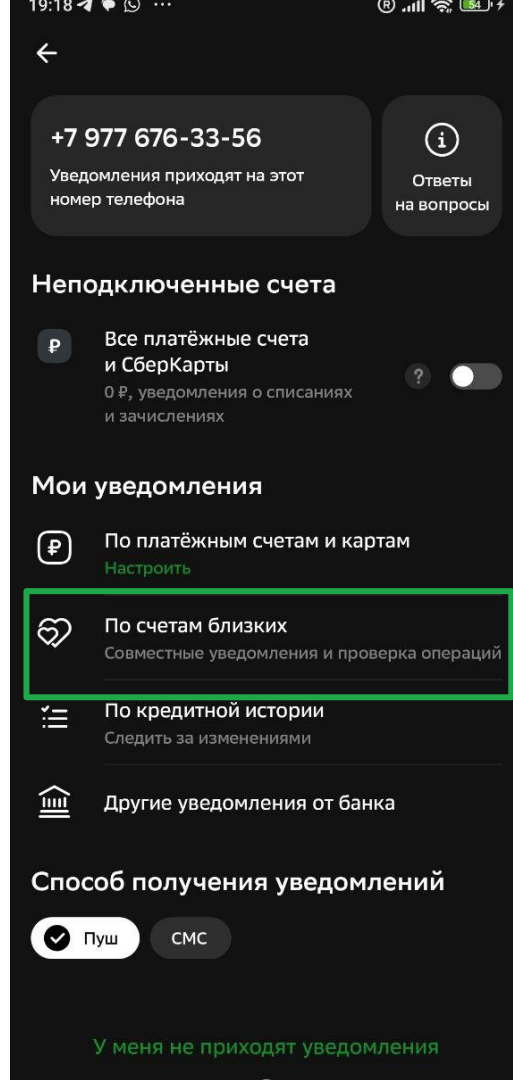 19:18
54
+7 977 676-33-56
Уведомления приходят на этот
номер телефона
Ответы
на вопросы
Неподключенные счета
Все платёжные счета
и СберКарты
0 ₽, уведомления о списаниях
и зачислениях
?
Мои уведомления
По платёжным счетам и картам
Настроить
По счетам близких
Совместные уведомления и проверка операций
По кредитной истории
Следить за изменениями
Другие уведомления от банка
Способ получения уведомлений
Пуш
СМС
У меня не приходят уведомления